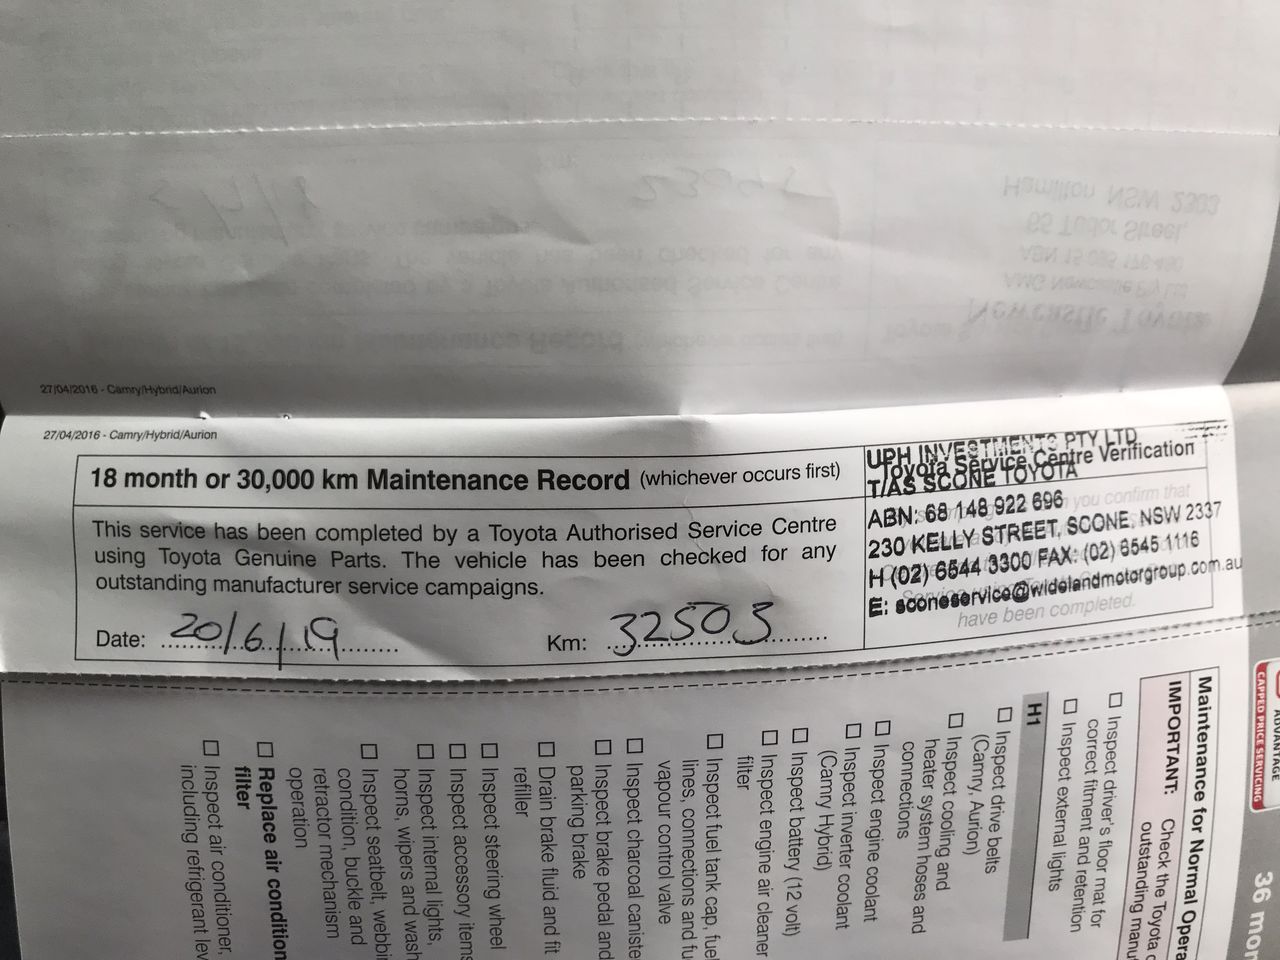 27/04/2016 - Camry/Hybrid/Aurion
27/04/2016 - Camry/Hybrid/Aurion
18 month or 30,000 km Maintenance Record (whichever occurs first)
This service has been completed by a Toyota Authorised Service Centre
using Toyota Genuine Parts. The vehicle has been checked for any
outstanding manufacturer service campaigns.
Date: 20/6/19
Km: 32503
UPH INVESTMENTS PTY LTD
Toyota Service Centre Verification
T/AS SCONE TOYOTA
you confirm that
ABN: 68 148 922 696
230 KELLY STREET, SCONE, NSW 2337
H (02) 6544 3300 FAX: (02) 6545 1116
E: sconeservice@widelandmotorgroup.com.au
have been completed.
ADVANTAGE
CAPPED PRICE SERVICING
36
Maintenance for Normal
IMPORTANT: Check the Toyota
outstanding
☐ Inspect driver's floor mat for
correct fitment and retention
☐ Inspect external lights
H1
☐ Inspect drive belts
(Camry, Aurion)
☐ Inspect cooling and
heater system hoses and
connections
☐ Inspect engine coolant
☐ Inspect inverter coolant
(Camry Hybrid)
☐ Inspect battery (12 volt)
☐ Inspect engine air cleaner
filter
☐ Inspect fuel tank cap, fuel
lines, connections and fu
vapour control valve
☐ Inspect charcoal caniste
☐ Inspect brake pedal and
parking brake
☐ Drain brake fluid and fit
refiller
☐ Inspect steering wheel
☐ Inspect accessory items
☐ Inspect internal lights,
horns, wipers and wash
☐ Inspect seatbelt, webbi
condition, buckle and
retractor mechanism
operation
☐ Replace air condition
filter
☐ Inspect air conditioner,
including refrigerant lev